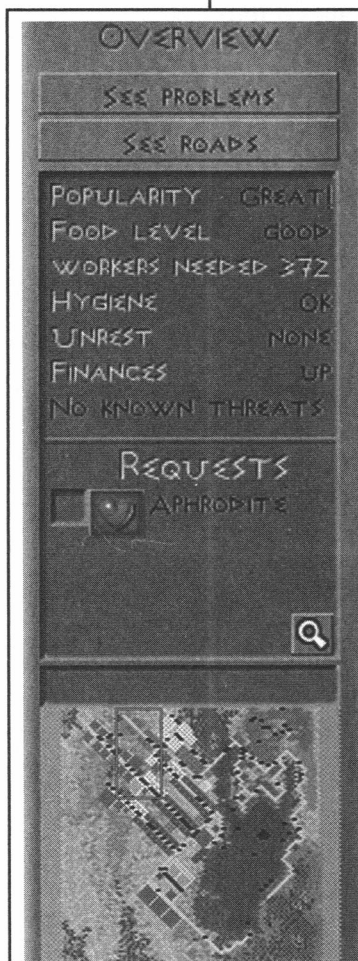 OVERVIEW
SEE PROBLEMS
SEE ROADS
POPULARITY GREAT!
FOOD LEVEL GOOD
WORKERS NEEDED 372
HYGIENE OK
UNREST NONE
FINANCES UP
NO KNOWN THREATS
REQUESTS
APHRODITE